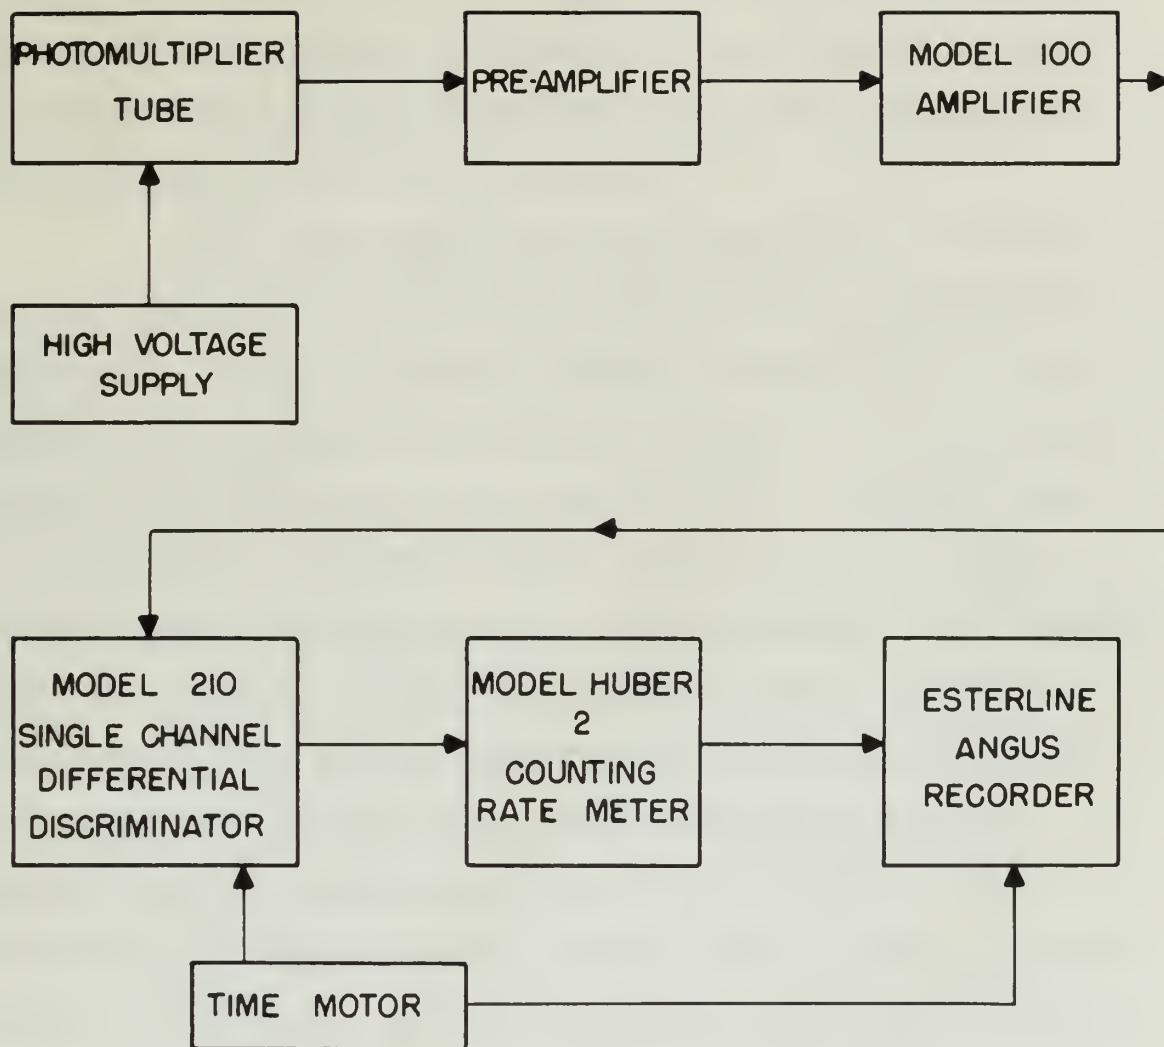 PHOTOMULTIPLIER
TUBE
PRE-AMPLIFIER
MODEL 100
AMPLIFIER
HIGH VOLTAGE
SUPPLY
MODEL 210
SINGLE CHANNEL
DIFFERENTIAL
DISCRIMINATOR
MODEL HUBER
2
COUNTING
RATE METER
ESTERLINE
ANGUS
RECORDER
TIME MOTOR